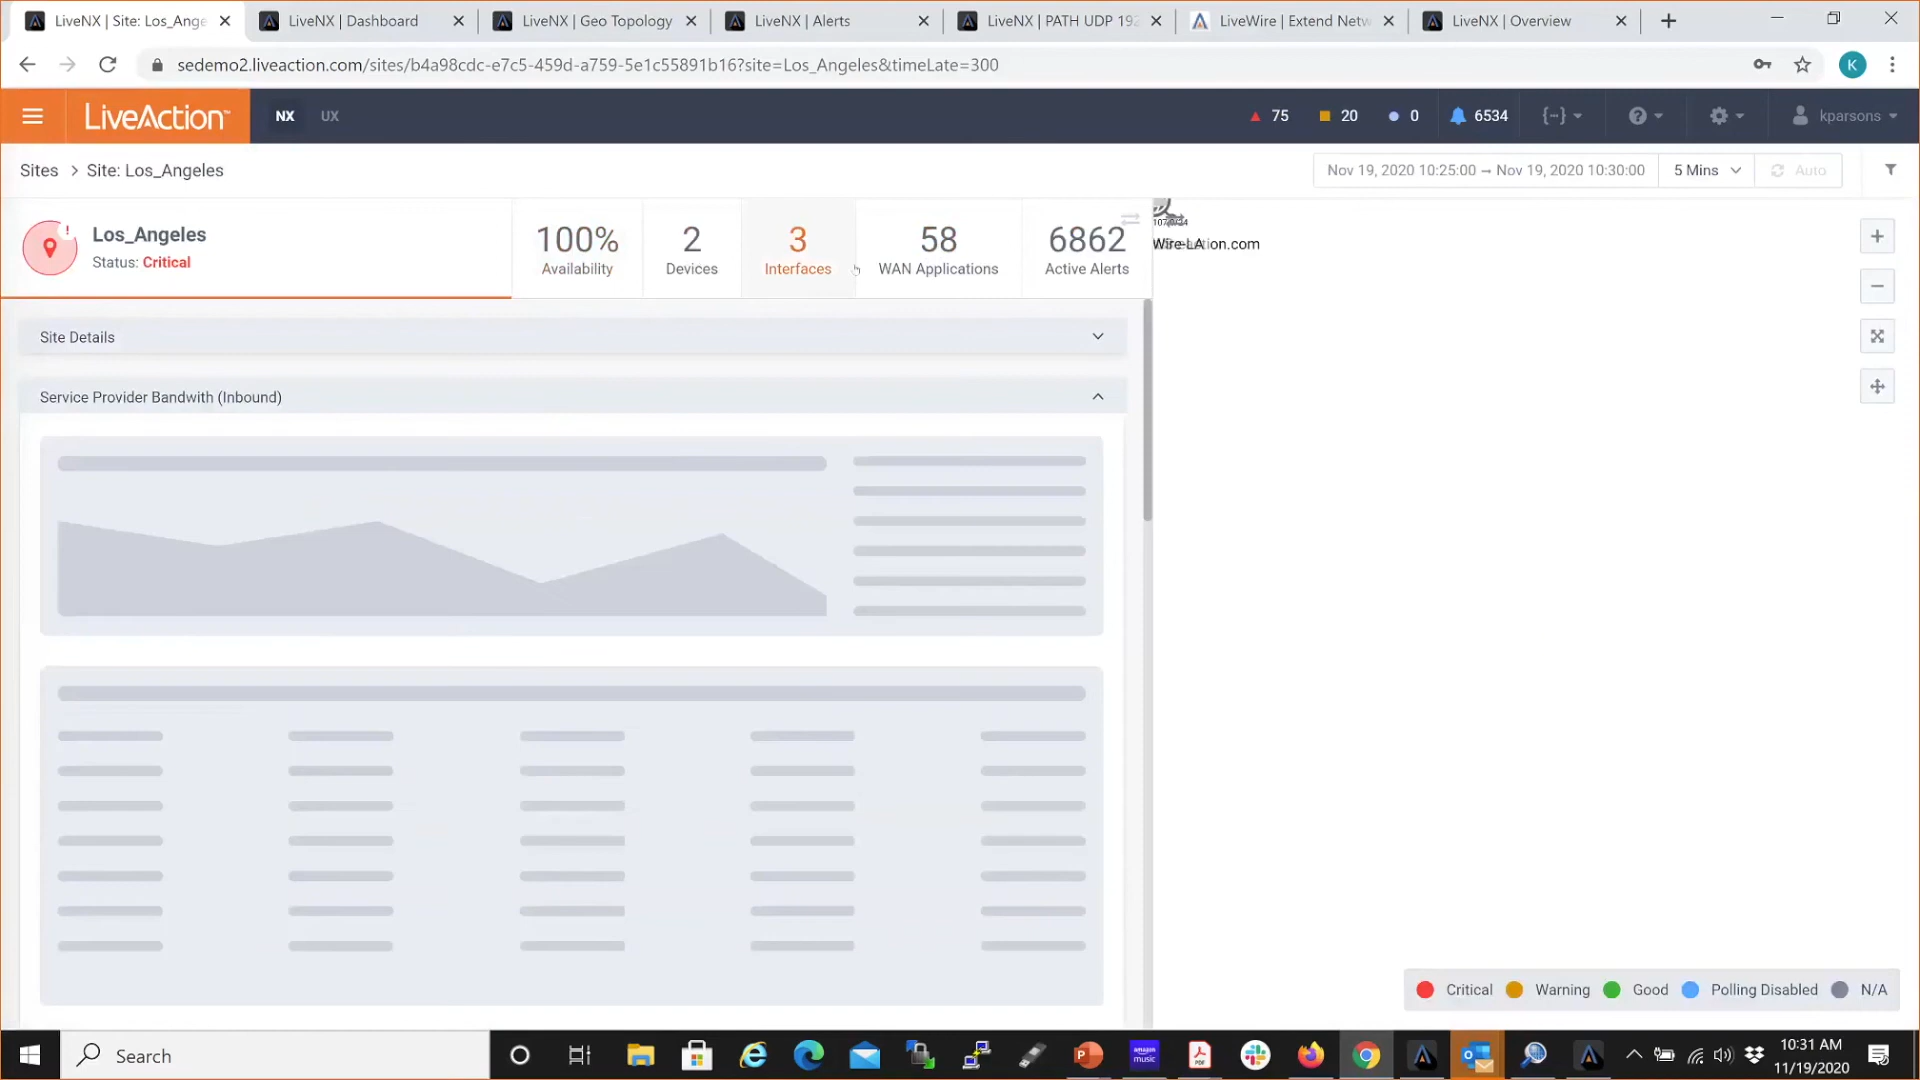 LiveNX | Site: Los_Ange
LiveNX | Dashboard
LiveNX | Geo Topology
LiveNX | Alerts
LiveNX | PATH UDP 192
LiveWire | Extend Netw
LiveNX | Overview
sedemo2.liveaction.com/sites/b4a98cdc-e7c5-459d-a759-5e1c55891b16?site=Los_Angeles&timeLate=300
K
LiveAction™
NX
UX
75
20
0
6534
kparsons
Sites > Site: Los_Angeles
Nov 19, 2020 10:25:00 → Nov 19, 2020 10:30:00
5 Mins
Auto
Los_Angeles
Status: Critical
100%
Availability
2
Devices
3
Interfaces
58
WAN Applications
6862
Active Alerts
Site Details
Service Provider Bandwith (Inbound)
Critical
Warning
Good
Polling Disabled
N/A
Search
amazon music
10:31 AM
11/19/2020